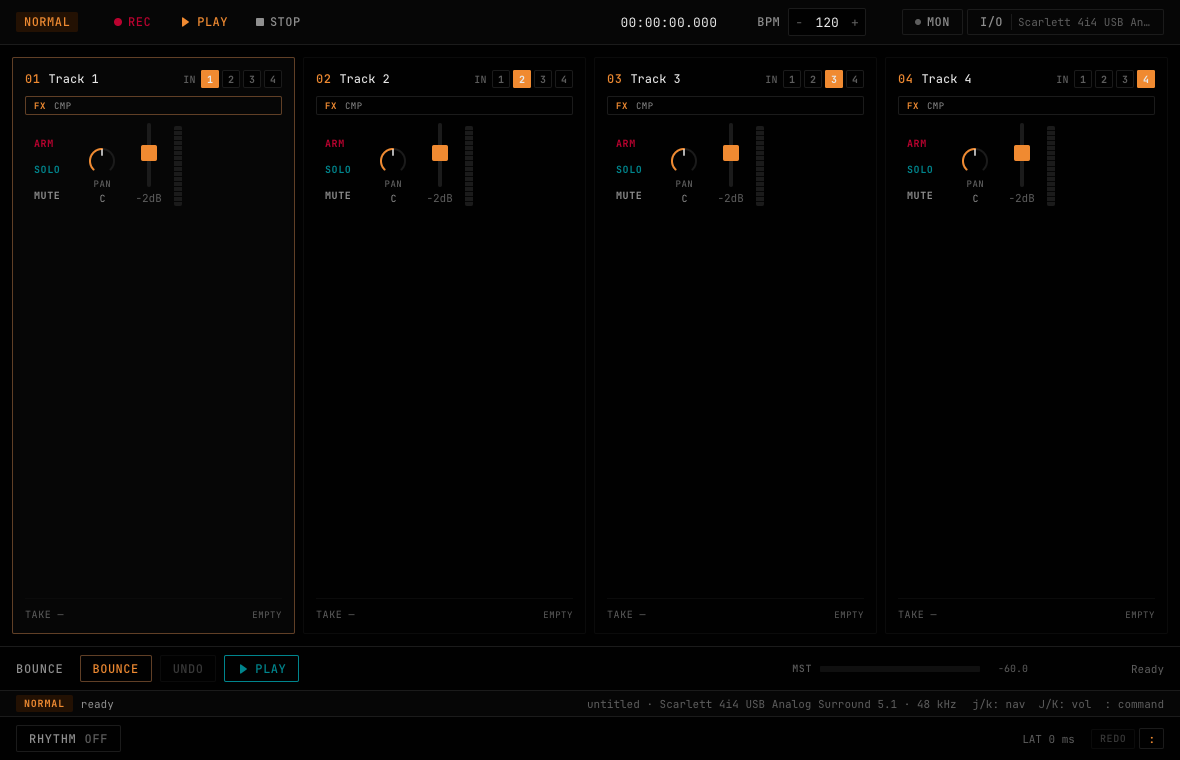 NORMAL REC PLAY STOP 00:00:00.000 BPM - 120 + MON I/O Scarlett 4i4 USB An…
01 Track 1 IN 1 2 3 4
FX CMP
ARM
SOLO
MUTE
PAN
C
-2dB
TAKE — EMPTY
02 Track 2 IN 1 2 3 4
FX CMP
ARM
SOLO
MUTE
PAN
C
-2dB
TAKE — EMPTY
03 Track 3 IN 1 2 3 4
FX CMP
ARM
SOLO
MUTE
PAN
C
-2dB
TAKE — EMPTY
04 Track 4 IN 1 2 3 4
FX CMP
ARM
SOLO
MUTE
PAN
C
-2dB
TAKE — EMPTY
BOUNCE BOUNCE UNDO PLAY MST -60.0 Ready
NORMAL ready untitled · Scarlett 4i4 USB Analog Surround 5.1 · 48 kHz j/k: nav J/K: vol : command
RHYTHM OFF LAT 0 ms REDO :